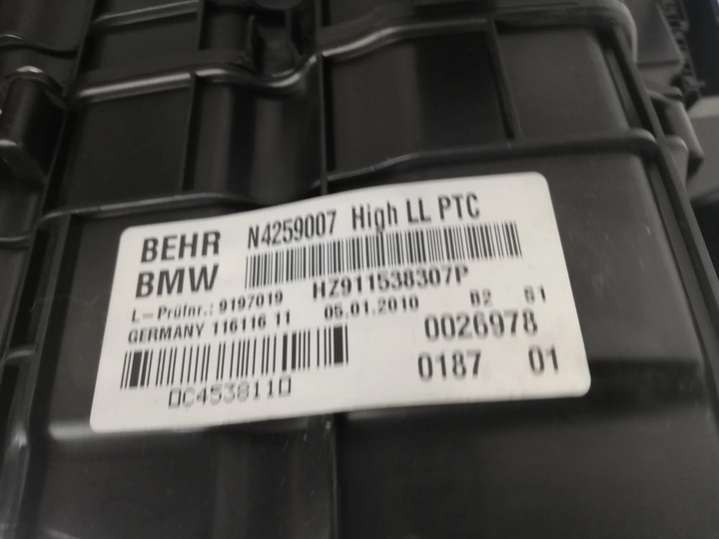 BEHR N4259007 High LL PTC
BMW HZ911538307P
L-Prüfnr.: 9197019 05.01.2010 B2 S1
GERMANY 116116 11 0026978
0187 01
0C4538110